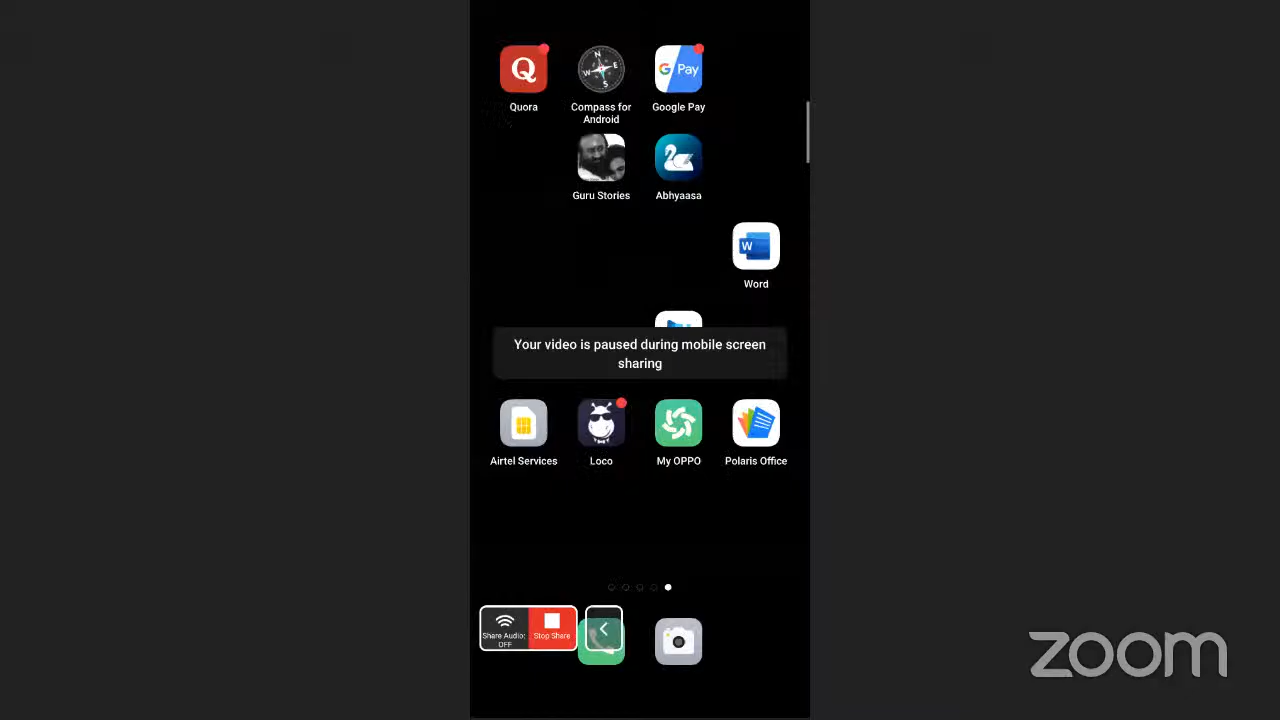 Q
N
W E
S
G Pay
Quora
Compass for
Android
Google Pay
Guru Stories
Abhyaasa
W
Word
Your video is paused during mobile screen
sharing
Airtel Services
Loco
My OPPO
Polaris Office
Share Audio:
OFF
Stop Share
zoom